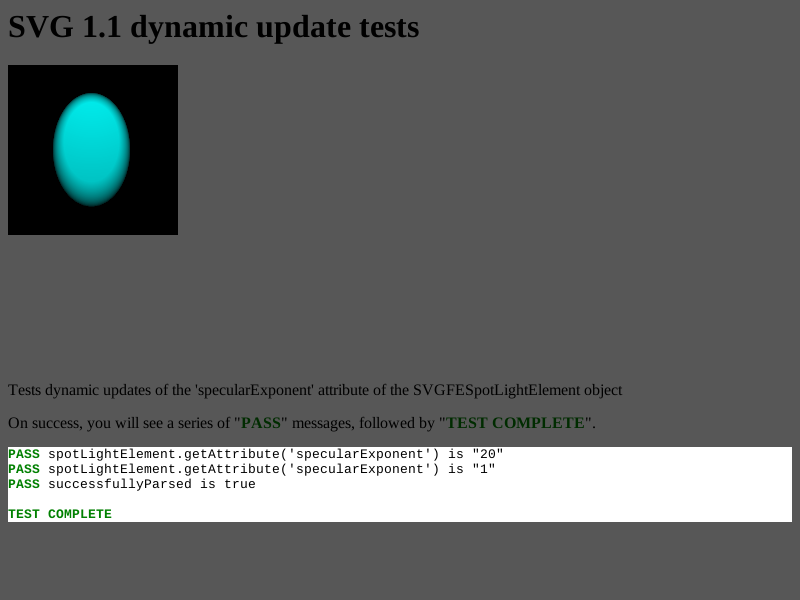 SVG 1.1 dynamic update tests
Tests dynamic updates of the 'specularExponent' attribute of the SVGFESpotLightElement object
On success, you will see a series of "PASS" messages, followed by "TEST COMPLETE".
PASS spotLightElement.getAttribute('specularExponent') is "20"
PASS spotLightElement.getAttribute('specularExponent') is "1"
PASS successfullyParsed is true
TEST COMPLETE